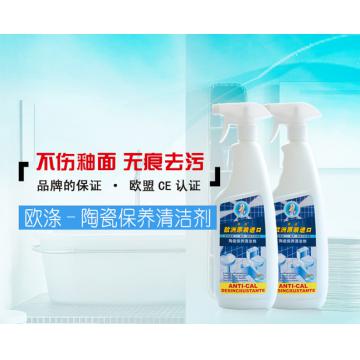 不伤釉面 无痕去污
品牌的保证 · 欧盟CE认证
欧涤-陶瓷保养清洁剂
欧洲原装进口
陶瓷保养清洁剂
ANTI-CAL
DESINCRUSTANTE
欧洲原装进口
陶瓷保养清洁剂
ANTI-CAL
DESINCRUSTANTE